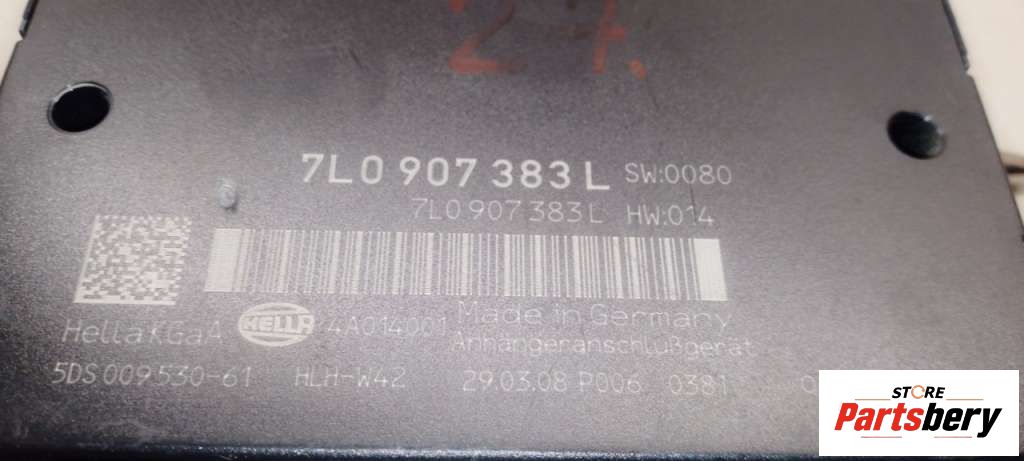 27.
7L0 907 383 L SW:0080
7L0 907 383 L HW:014
Hella KGaA HELLA 4A014001 Made in Germany
Anhängeranschlußgerät
5DS 009 530-61 HLH-W42 29.03.08 P006 0381
STORE
Partsbery